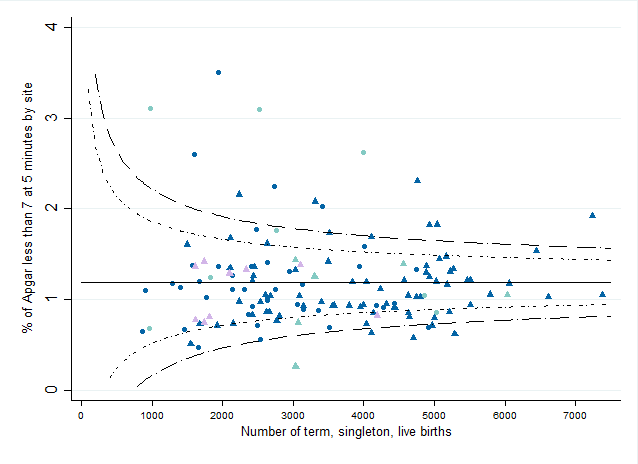 % of Apgar less than 7 at 5 minutes by site
4
3
2
1
0
0 1000 2000 3000 4000 5000 6000 7000
Number of term, singleton, live births